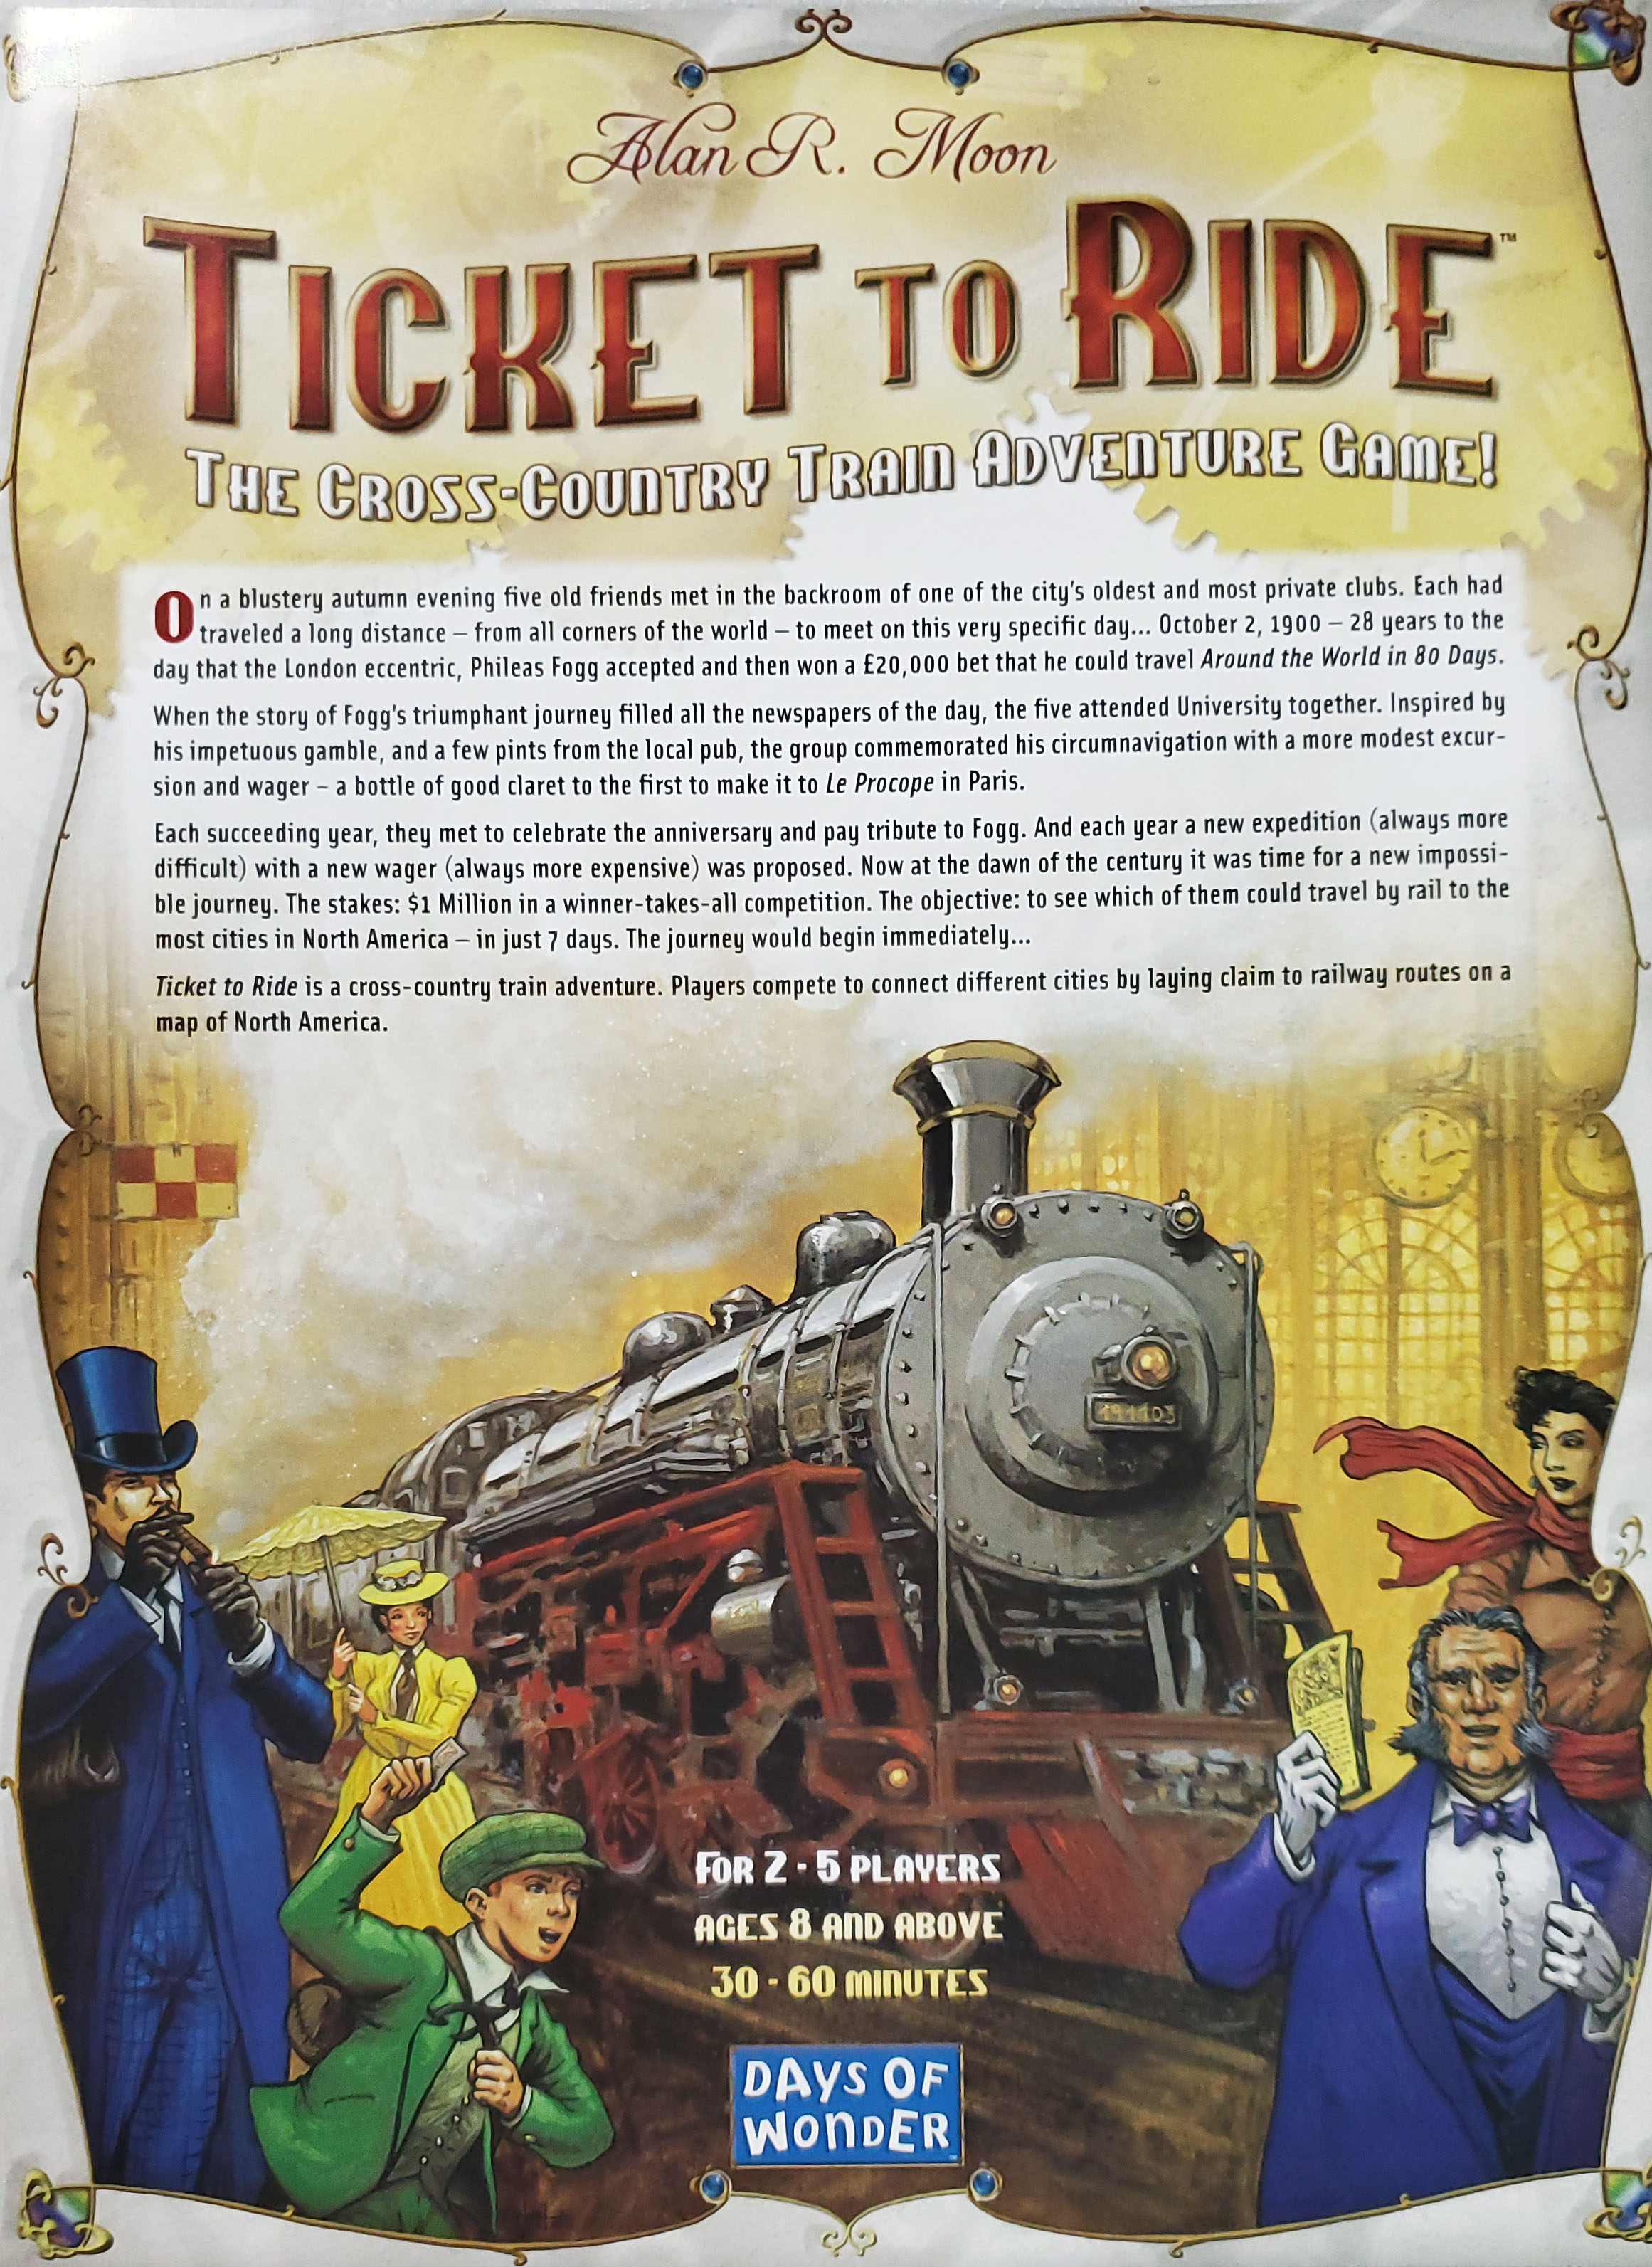 Alan R. Moon
TICKET TO RIDE™
THE CROSS-COUNTRY TRAIN ADVENTURE GAME!
On a blustery autumn evening five old friends met in the backroom of one of the city's oldest and most private clubs. Each had
traveled a long distance – from all corners of the world – to meet on this very specific day... October 2, 1900 – 28 years to the
day that the London eccentric, Phileas Fogg accepted and then won a £20,000 bet that he could travel Around the World in 80 Days.
When the story of Fogg's triumphant journey filled all the newspapers of the day, the five attended University together. Inspired by
his impetuous gamble, and a few pints from the local pub, the group commemorated his circumnavigation with a more modest excur-
sion and wager – a bottle of good claret to the first to make it to Le Procope in Paris.
Each succeeding year, they met to celebrate the anniversary and pay tribute to Fogg. And each year a new expedition (always more
difficult) with a new wager (always more expensive) was proposed. Now at the dawn of the century it was time for a new impossi-
ble journey. The stakes: $1 Million in a winner-takes-all competition. The objective: to see which of them could travel by rail to the
most cities in North America – in just 7 days. The journey would begin immediately...
Ticket to Ride is a cross-country train adventure. Players compete to connect different cities by laying claim to railway routes on a
map of North America.
FOR 2 - 5 PLAYERS
AGES 8 AND ABOVE
30 - 60 MINUTES
DAYS OF
WONDER